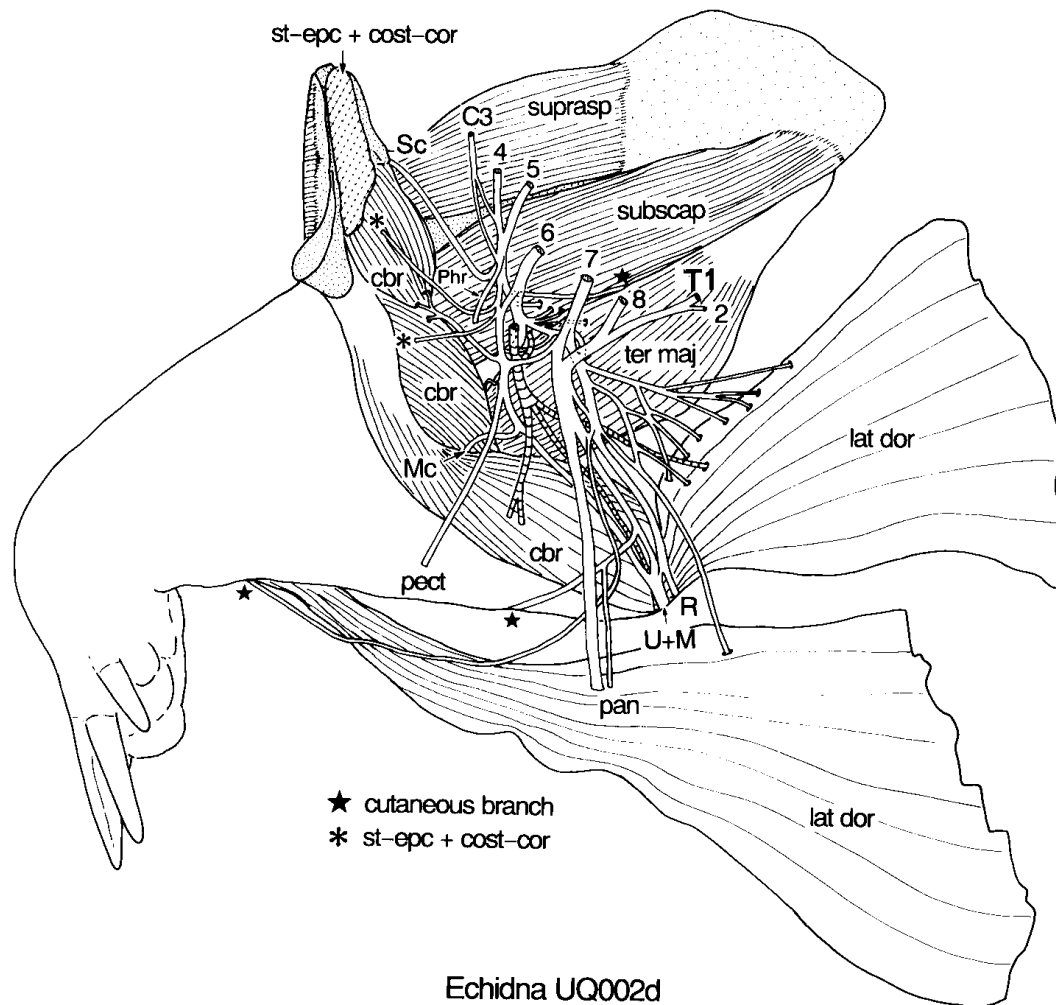 st-epc + cost-cor
suprasp
C3
Sc
4
5
subscap
6
7
cbr
Phr
8
T1
2
ter maj
cbr
lat dor
Mc
cbr
pect
R
U+M
pan
★ cutaneous branch
* st-epc + cost-cor
lat dor
Echidna UQ002d